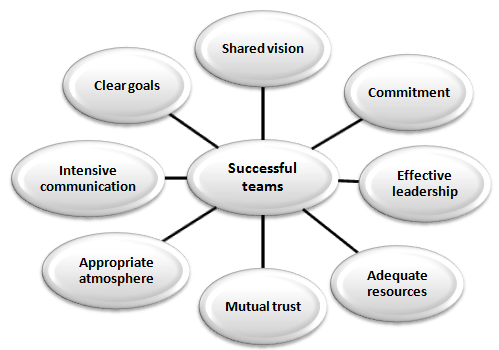 Shared vision
Clear goals
Commitment
Intensive
communication
Successful
teams
Effective
leadership
Appropriate
atmosphere
Adequate
resources
Mutual trust